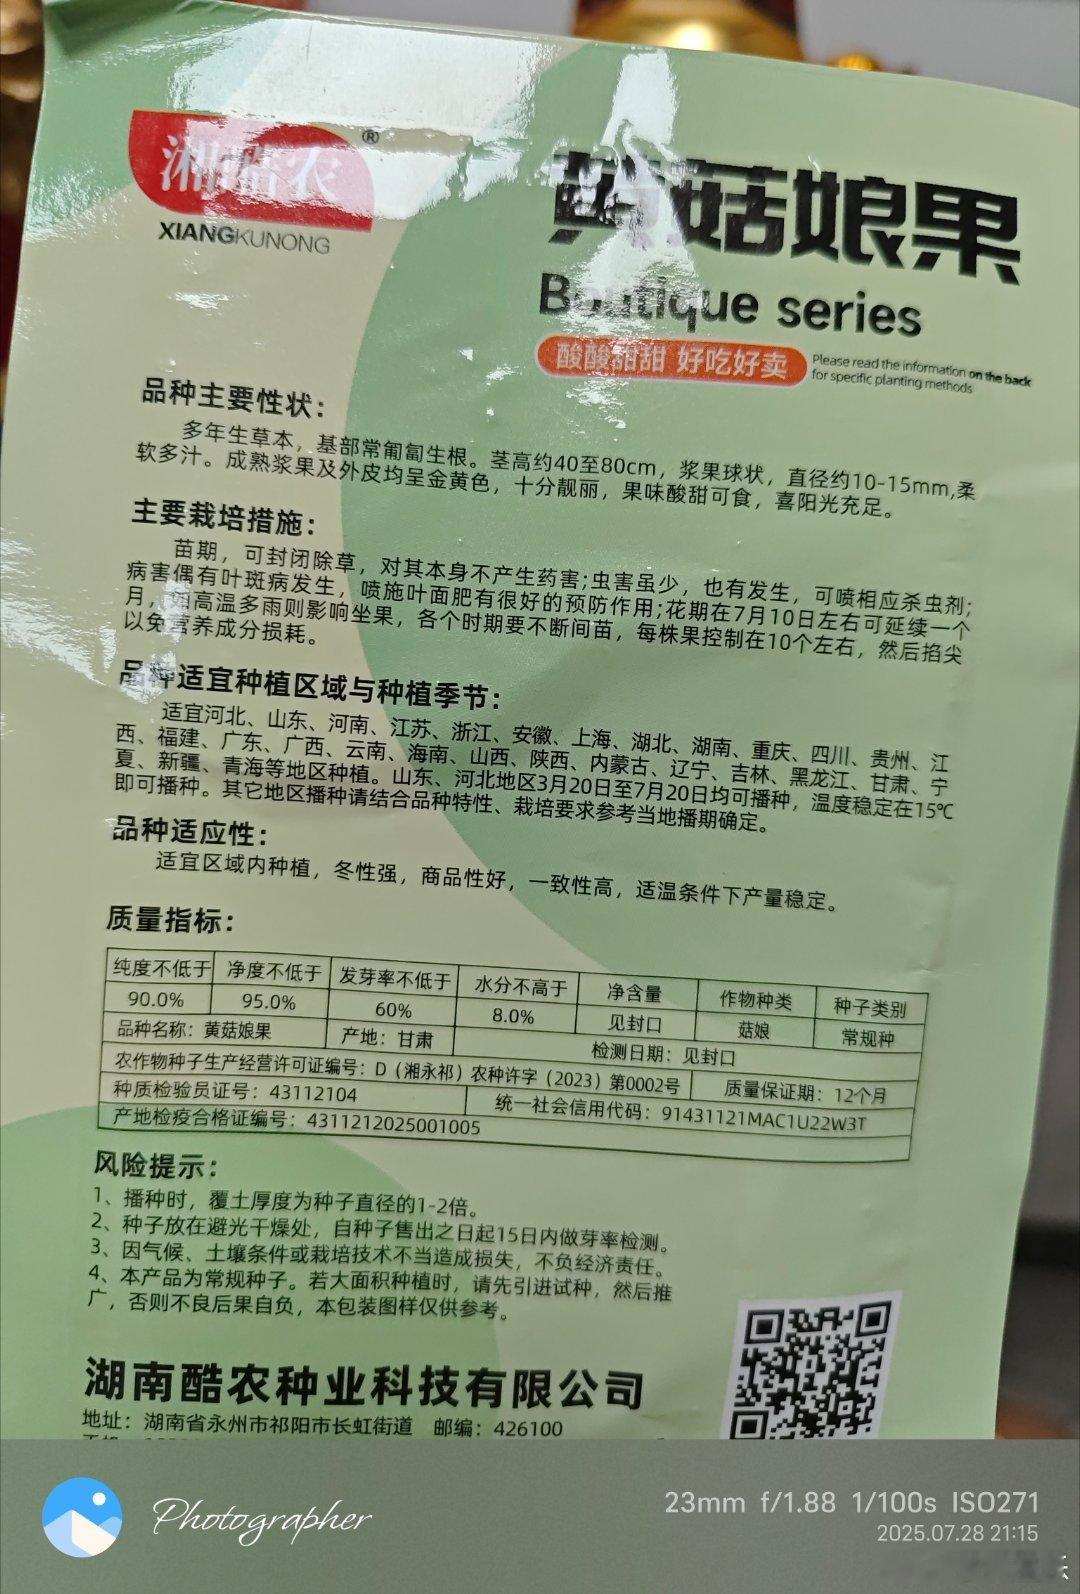 湘酷农®
XIANGKUNONG
黄菇娘果
Boutique series
酸酸甜甜 好吃好卖
Please read the information on the back
for specific planting methods
品种主要性状：
多年生草本，基部常匍匐生根。茎高约40至80cm，浆果球状，直径约10-15mm,柔
软多汁。成熟浆果及外皮均呈金黄色，十分靓丽，果味酸甜可食，喜阳光充足。
主要栽培措施：
苗期，可封闭除草，对其本身不产生药害;虫害虽少，也有发生，可喷相应杀虫剂;
病害偶有叶斑病发生，喷施叶面肥有很好的预防作用;花期在7月10日左右可延续一个
月，如高温多雨则影响坐果，各个时期要不断间苗，每株果控制在10个左右，然后掐尖
以免营养成分损耗。
品种适宜种植区域与种植季节：
适宜河北、山东、河南、江苏、浙江、安徽、上海、湖北、湖南、重庆、四川、贵州、江
西、福建、广东、广西、云南、海南、山西、陕西、内蒙古、辽宁、吉林、黑龙江、甘肃、宁
夏、新疆、青海等地区种植。山东、河北地区3月20日至7月20日均可播种，温度稳定在15℃
即可播种。其它地区播种请结合品种特性、栽培要求参考当地播期确定。
品种适应性：
适宜区域内种植，冬性强，商品性好，一致性高，适温条件下产量稳定。
质量指标：
纯度不低于 净度不低于 发芽率不低于 水分不高于 净含量 作物种类 种子类别
90.0% 95.0% 60% 8.0% 见封口 菇娘 常规种
品种名称：黄菇娘果 产地：甘肃 检测日期：见封口
农作物种子生产经营许可证编号：D（湘永祁）农种许字（2023）第0002号 质量保证期：12个月
种质检验员证号：43112104 统一社会信用代码：91431121MAC1U22W3T
产地检疫合格证编号：4311212025001005
风险提示：
1、播种时，覆土厚度为种子直径的1-2倍。
2、种子放在避光干燥处，自种子售出之日起15日内做芽率检测。
3、因气候、土壤条件或栽培技术不当造成损失，不负经济责任。
4、本产品为常规种子。若大面积种植时，请先引进试种，然后推
广，否则不良后果自负，本包装图样仅供参考。
湖南酷农种业科技有限公司
地址：湖南省永州市祁阳市长虹街道 邮编：426100
Photographer
23mm f/1.88 1/100s ISO271
2025.07.28 21:15